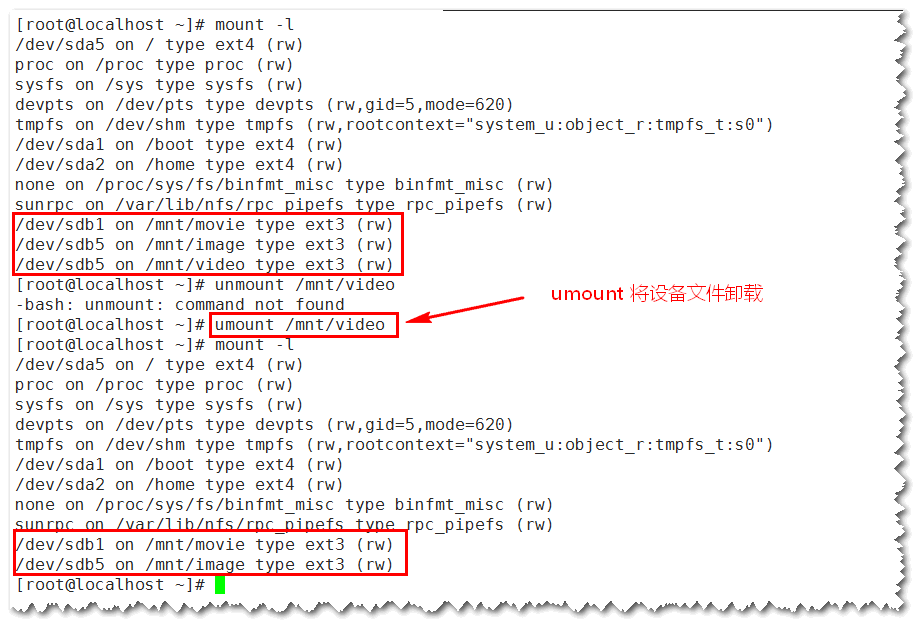 [root@localhost ~]# mount -l
/dev/sda5 on / type ext4 (rw)
proc on /proc type proc (rw)
sysfs on /sys type sysfs (rw)
devpts on /dev/pts type devpts (rw,gid=5,mode=620)
tmpfs on /dev/shm type tmpfs (rw,rootcontext="system_u:object_r:tmpfs_t:s0")
/dev/sda1 on /boot type ext4 (rw)
/dev/sda2 on /home type ext4 (rw)
none on /proc/sys/fs/binfmt_misc type binfmt_misc (rw)
sunrpc on /var/lib/nfs/rpc_pipefs type rpc_pipefs (rw)
/dev/sdb1 on /mnt/movie type ext3 (rw)
/dev/sdb5 on /mnt/image type ext3 (rw)
/dev/sdb5 on /mnt/video type ext3 (rw)
[root@localhost ~]# unmount /mnt/video
-bash: unmount: command not found
umount 将设备文件卸载
[root@localhost ~]# umount /mnt/video
[root@localhost ~]# mount -l
/dev/sda5 on / type ext4 (rw)
proc on /proc type proc (rw)
sysfs on /sys type sysfs (rw)
devpts on /dev/pts type devpts (rw,gid=5,mode=620)
tmpfs on /dev/shm type tmpfs (rw,rootcontext="system_u:object_r:tmpfs_t:s0")
/dev/sda1 on /boot type ext4 (rw)
/dev/sda2 on /home type ext4 (rw)
none on /proc/sys/fs/binfmt_misc type binfmt_misc (rw)
sunrpc on /var/lib/nfs/rpc_pipefs type rpc_pipefs (rw)
/dev/sdb1 on /mnt/movie type ext3 (rw)
/dev/sdb5 on /mnt/image type ext3 (rw)
[root@localhost ~]#